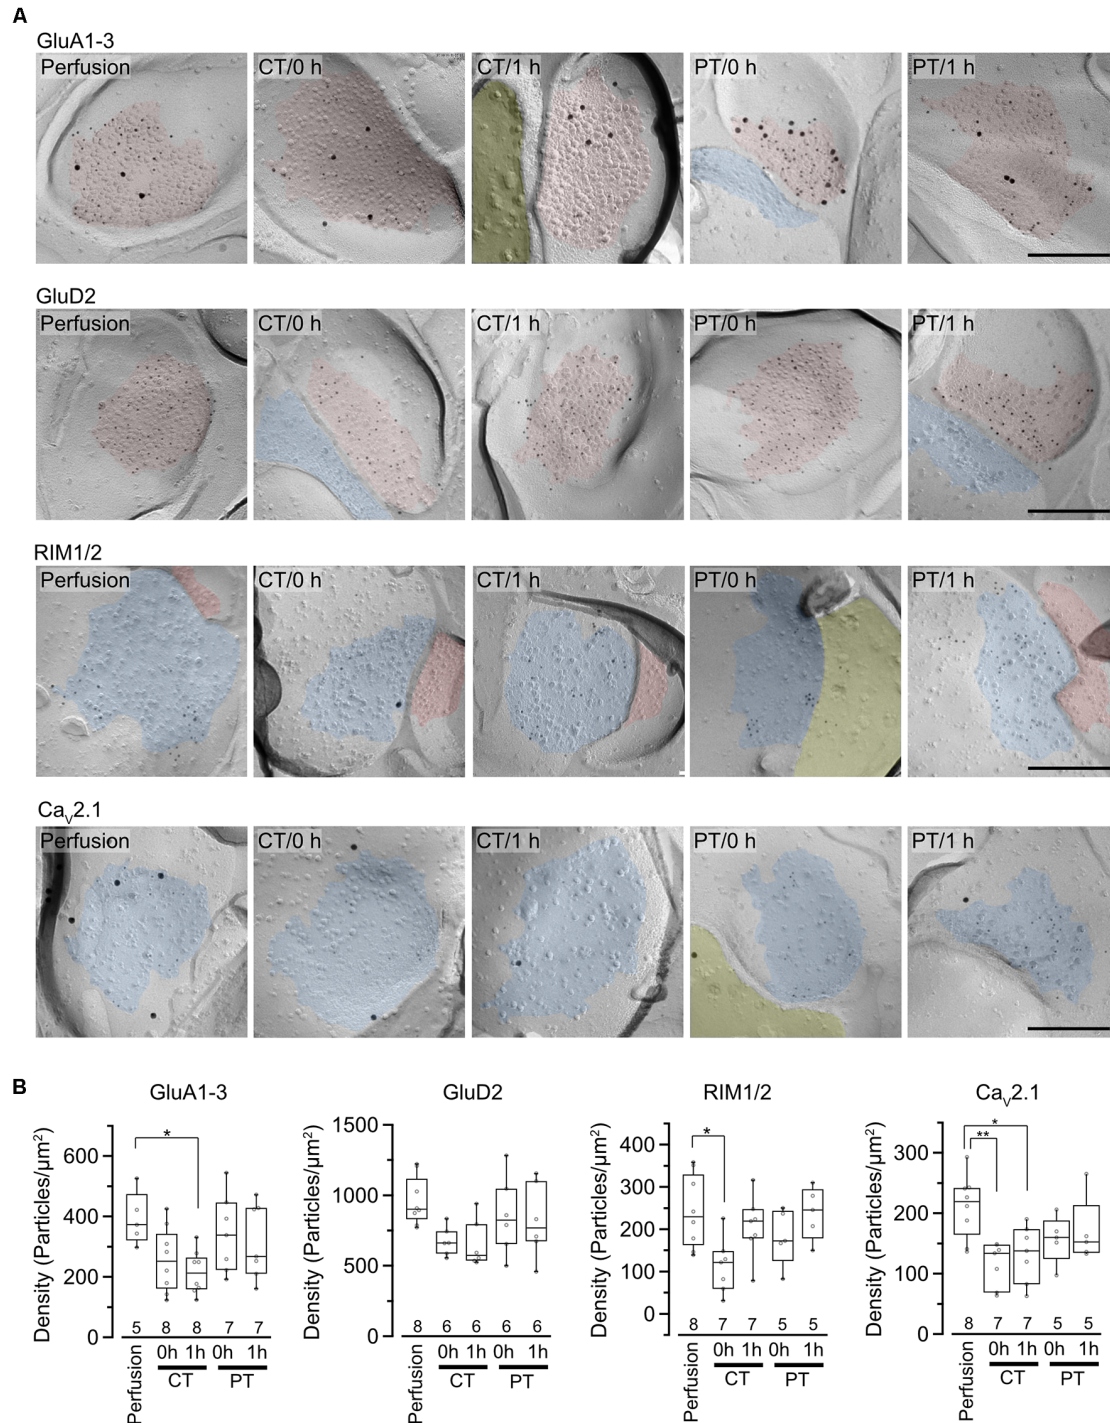 A
GluA1-3
Perfusion CT/0 h CT/1 h PT/0 h PT/1 h
GluD2
Perfusion CT/0 h CT/1 h PT/0 h PT/1 h
RIM1/2
Perfusion CT/0 h CT/1 h PT/0 h PT/1 h
CaV2.1
Perfusion CT/0 h CT/1 h PT/0 h PT/1 h
B
GluA1-3
Density (Particles/µm²)
600
400
200
0
*
5 8 8 7 7
Perfusion 0h 1h 0h 1h
CT PT
GluD2
Density (Particles/µm²)
1500
1000
500
0
8 6 6 6 6
Perfusion 0h 1h 0h 1h
CT PT
RIM1/2
Density (Particles/µm²)
400
300
200
100
0
*
8 7 7 5 5
Perfusion 0h 1h 0h 1h
CT PT
CaV2.1
Density (Particles/µm²)
300
200
100
0
*
**
8 7 7 5 5
Perfusion 0h 1h 0h 1h
CT PT